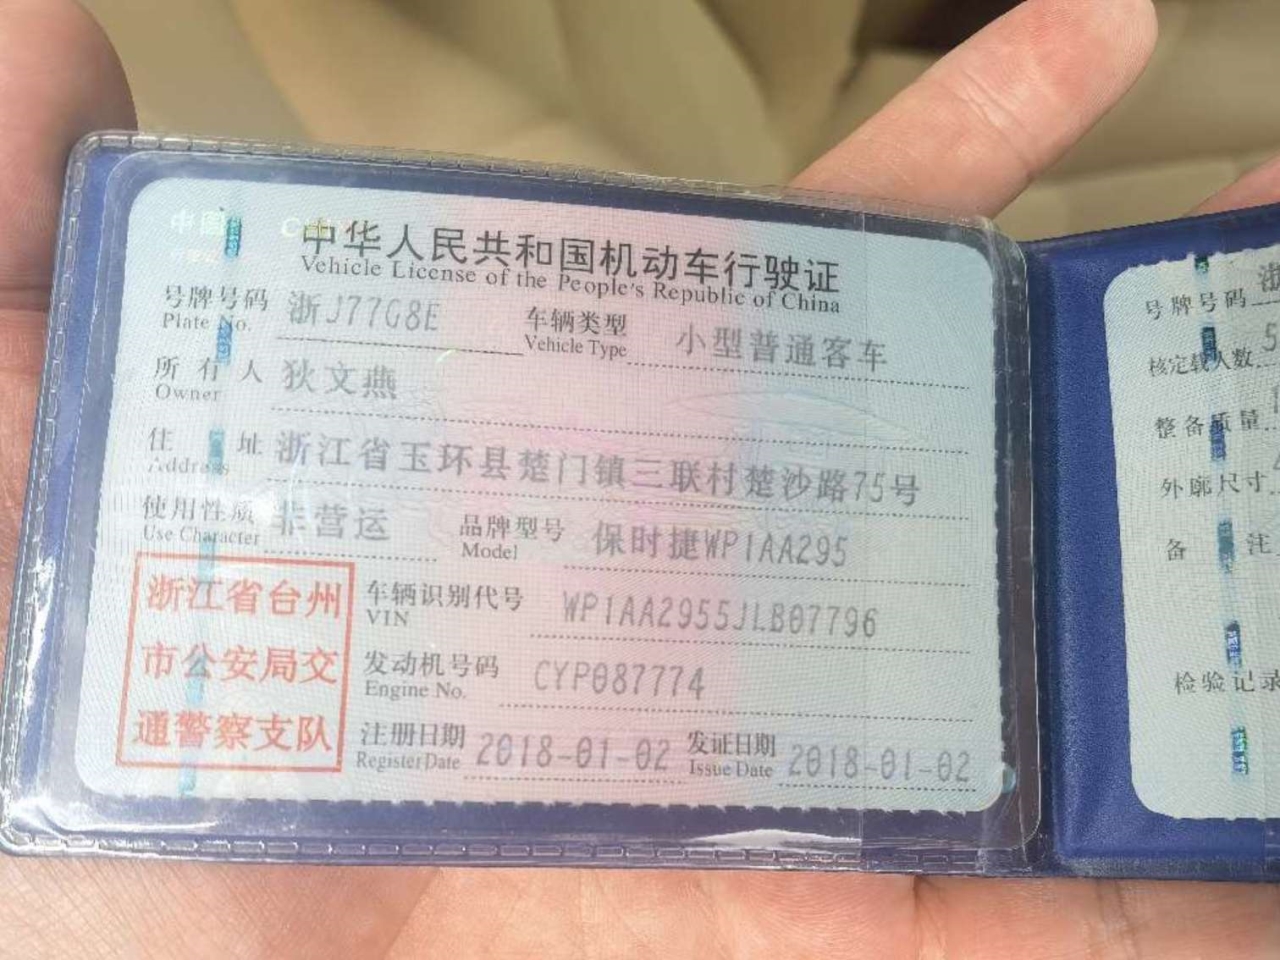 中国 CHINA
中华人民共和国机动车行驶证
Vehicle License of the People's Republic of China
号牌号码 浙J77G8E 车辆类型 小型普通客车
Plate No. Vehicle Type
所有人 狄文燕
Owner
住址 浙江省玉环县楚门镇三联村楚沙路75号
Address
使用性质 非营运 品牌型号 保时捷WP1AA295
Use Character Model
车辆识别代号 WP1AA2955JLB07796
VIN
发动机号码 CYP087774
Engine No.
注册日期 2018-01-02 发证日期 2018-01-02
Register Date Issue Date
浙江省台州
市公安局交
通警察支队
号牌号码 浙
核定载人数 5
整备质量
外廓尺寸
备注
检验记录